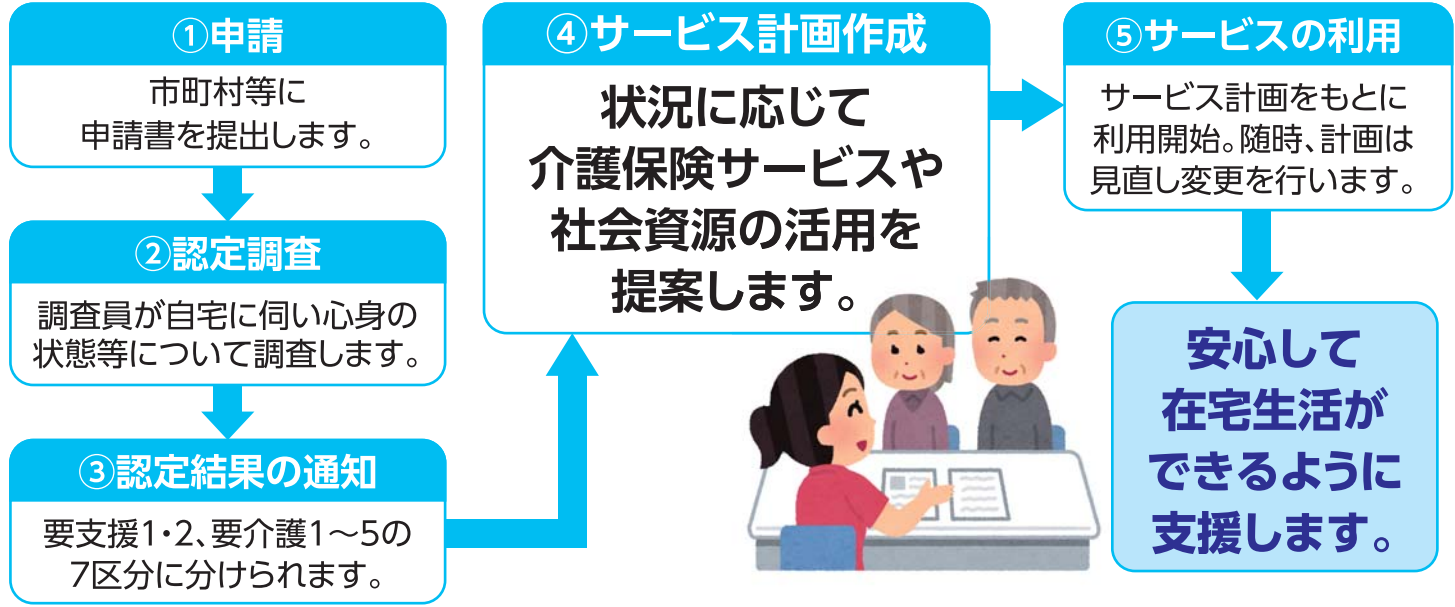 ①申請
市町村等に
申請書を提出します。
②認定調査
調査員が自宅に伺い心身の
状態等について調査します。
③認定結果の通知
要支援1・2、要介護1～5の
7区分に分けられます。
④サービス計画作成
状況に応じて
介護保険サービスや
社会資源の活用を
提案します。
⑤サービスの利用
サービス計画をもとに
利用開始。随時、計画は
見直し変更を行います。
安心して
在宅生活が
できるように
支援します。